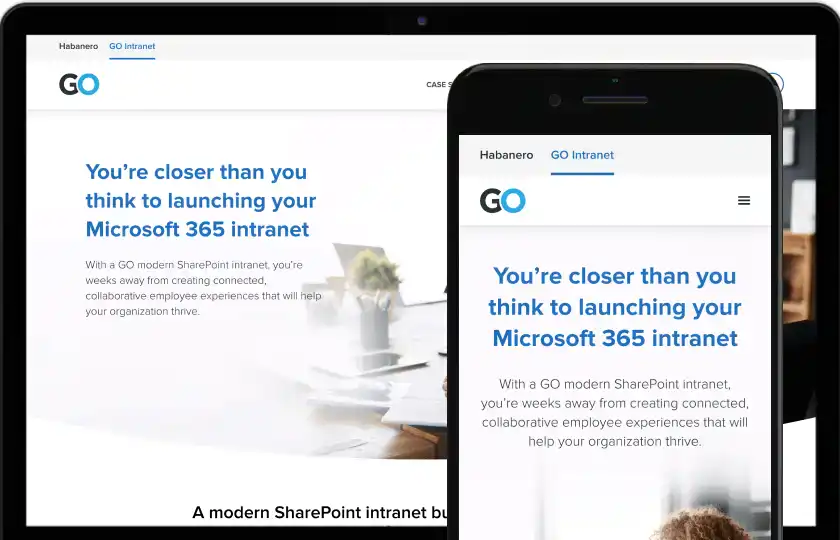 Habanero GO Intranet
GO
CASE S
You're closer than you
think to launching your
Microsoft 365 intranet
With a GO modern SharePoint intranet, you're
weeks away from creating connected,
collaborative employee experiences that will help
your organization thrive.
A modern SharePoint intranet bu
Habanero GO Intranet
GO
You're closer than you
think to launching your
Microsoft 365 intranet
With a GO modern SharePoint intranet,
you're weeks away from creating connected,
collaborative employee experiences that will
help your organization thrive.